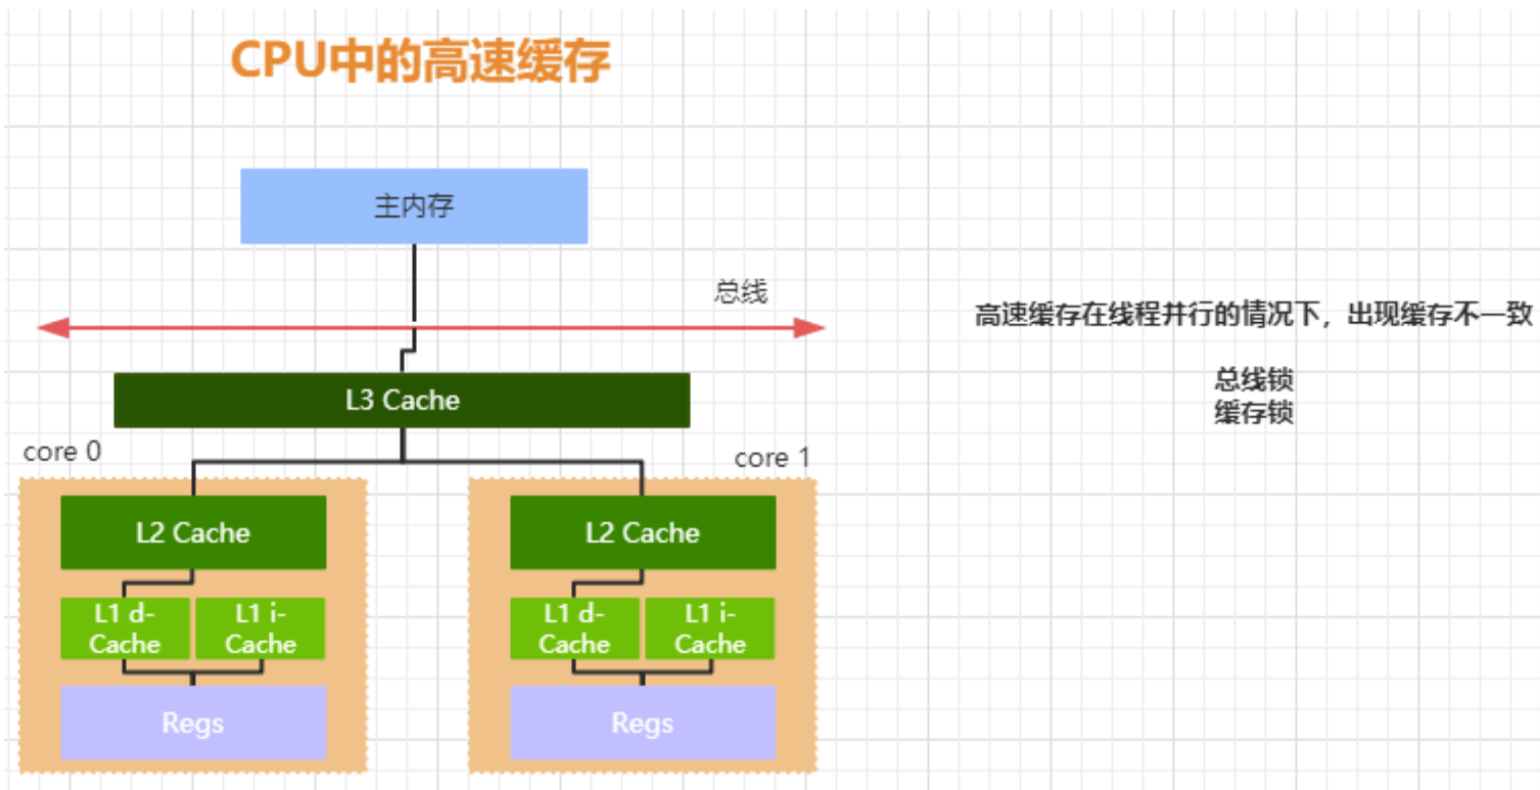 CPU中的高速缓存
主内存
总线
高速缓存在线程并行的情况下，出现缓存不一致
总线锁
缓存锁
L3 Cache
core 0
core 1
L2 Cache
L2 Cache
L1 d-
Cache
L1 i-
Cache
L1 d-
Cache
L1 i-
Cache
Regs
Regs